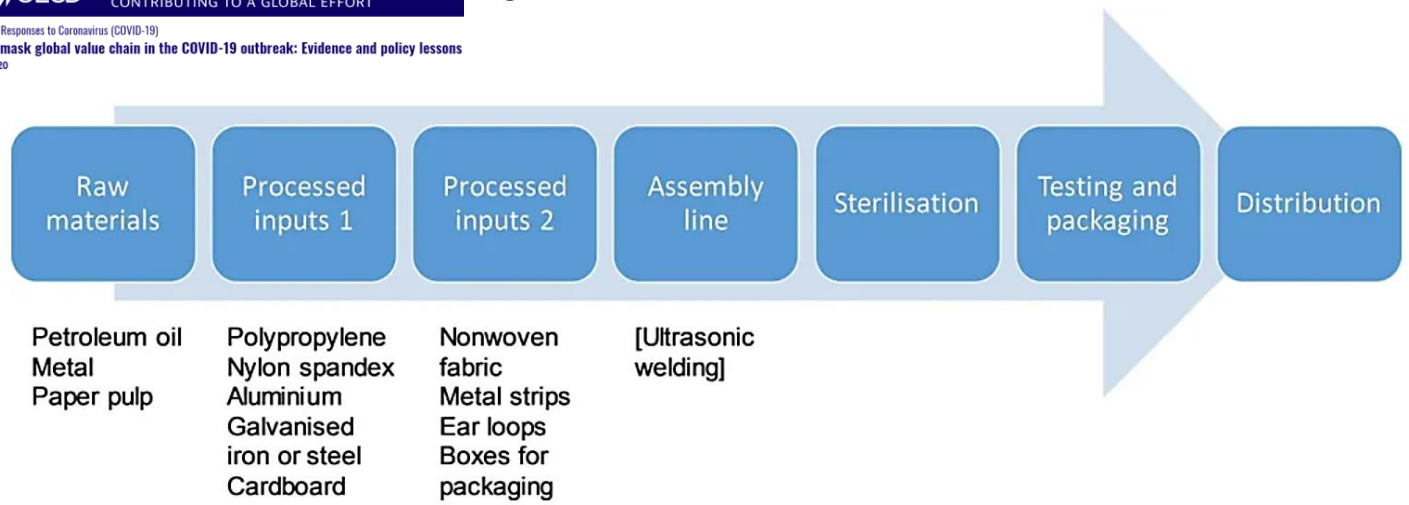 CONTRIBUTING TO A GLOBAL EFFORT
Responses to Coronavirus (COVID-19)
mask global value chain in the COVID-19 outbreak: Evidence and policy lessons
Raw
materials
Processed
inputs 1
Processed
inputs 2
Assembly
line
Sterilisation
Testing and
packaging
Distribution
Petroleum oil
Metal
Paper pulp
Polypropylene
Nylon spandex
Aluminium
Galvanised
iron or steel
Cardboard
Nonwoven
fabric
Metal strips
Ear loops
Boxes for
packaging
[Ultrasonic
welding]